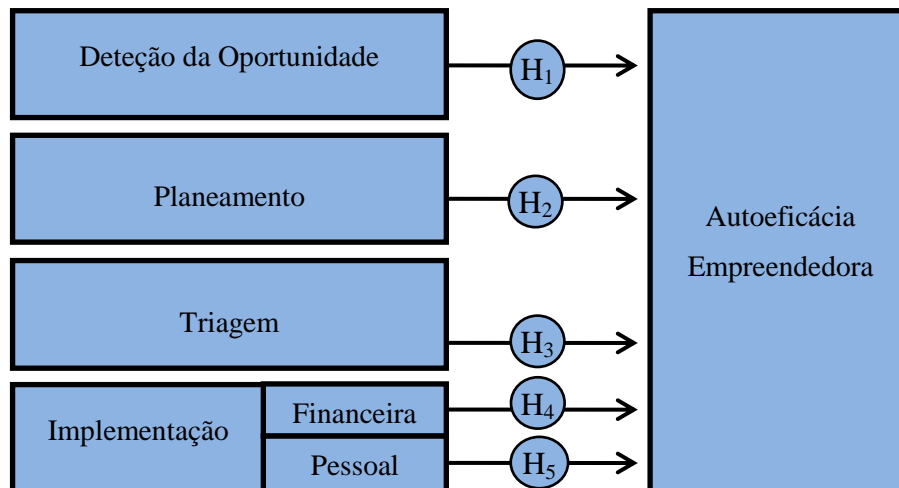 Deteção da Oportunidade
H₁
Planeamento
H₂
Autoeficácia
Empreendedora
Triagem
H₃
Implementação
Financeira
H₄
Pessoal
H₅